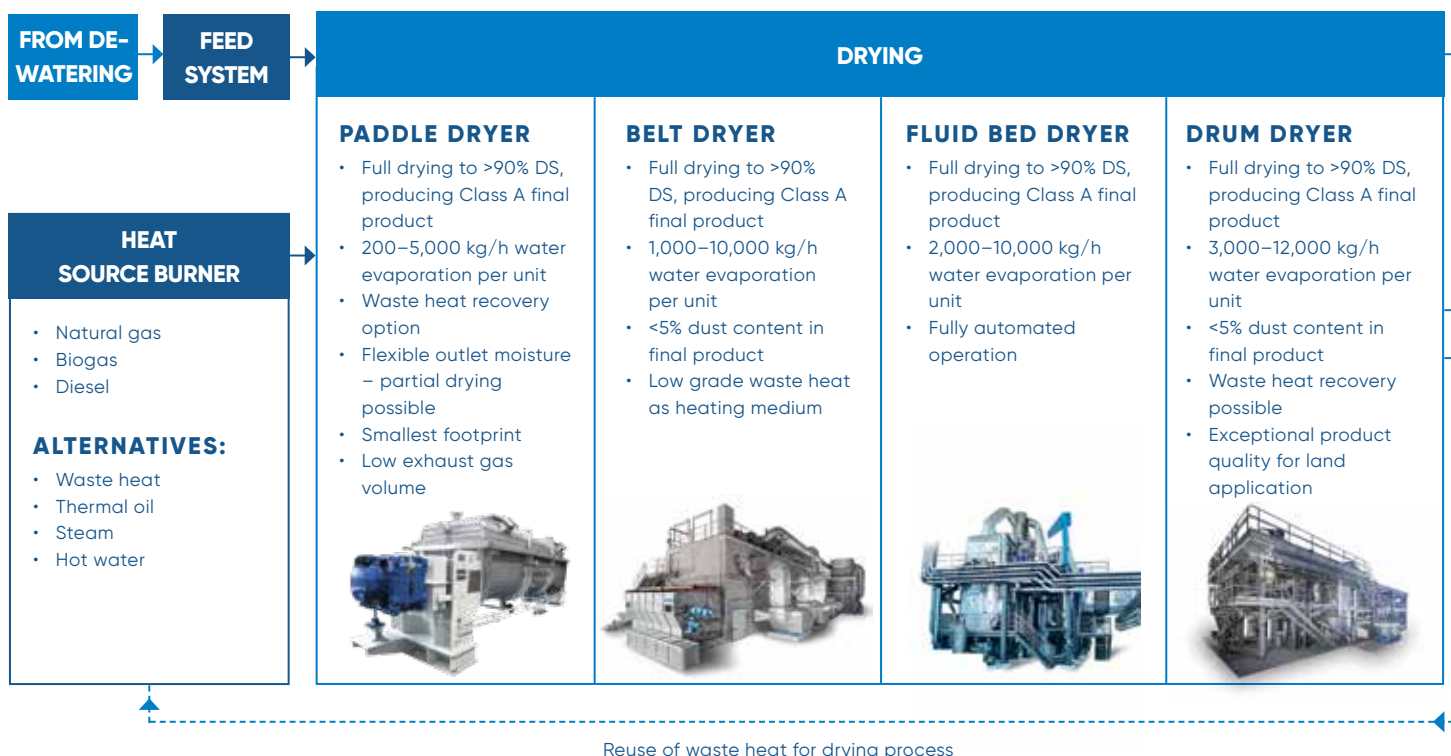 FROM DE-
WATERING
FEED
SYSTEM
DRYING
HEAT
SOURCE BURNER
• Natural gas
• Biogas
• Diesel
ALTERNATIVES:
• Waste heat
• Thermal oil
• Steam
• Hot water
PADDLE DRYER
• Full drying to >90% DS,
producing Class A final
product
• 200–5,000 kg/h water
evaporation per unit
• Waste heat recovery
option
• Flexible outlet moisture
– partial drying
possible
• Smallest footprint
• Low exhaust gas
volume
BELT DRYER
• Full drying to >90%
DS, producing Class A
final product
• 1,000–10,000 kg/h
water evaporation
per unit
• <5% dust content in
final product
• Low grade waste heat
as heating medium
FLUID BED DRYER
• Full drying to >90% DS,
producing Class A final
product
• 2,000–10,000 kg/h
water evaporation per
unit
• Fully automated
operation
DRUM DRYER
• Full drying to >90% DS,
producing Class A final
product
• 3,000–12,000 kg/h
water evaporation per
unit
• <5% dust content in
final product
• Waste heat recovery
possible
• Exceptional product
quality for land
application
Reuse of waste heat for drying process